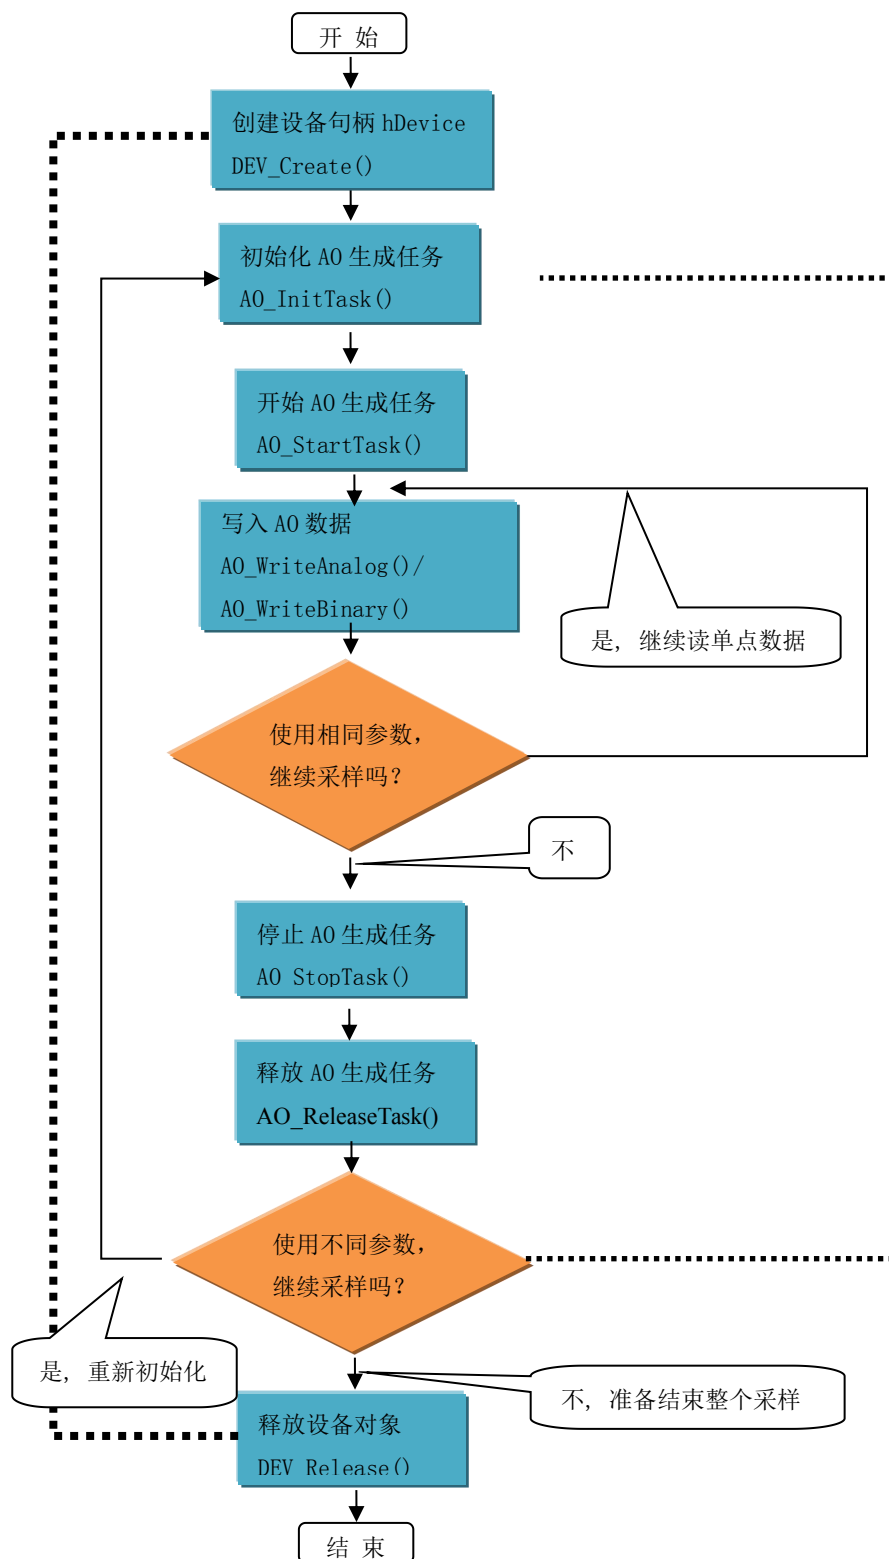 开 始
创建设备句柄 hDevice
DEV_Create()
初始化 AO 生成任务
AO_InitTask()
开始 AO 生成任务
AO_StartTask()
写入 AO 数据
AO_WriteAnalog()/
AO_WriteBinary()
是, 继续读单点数据
使用相同参数,
继续采样吗?
不
停止 AO 生成任务
AO_StopTask()
释放 AO 生成任务
AO_ReleaseTask()
使用不同参数,
继续采样吗?
是, 重新初始化
不, 准备结束整个采样
释放设备对象
DEV_Release()
结 束